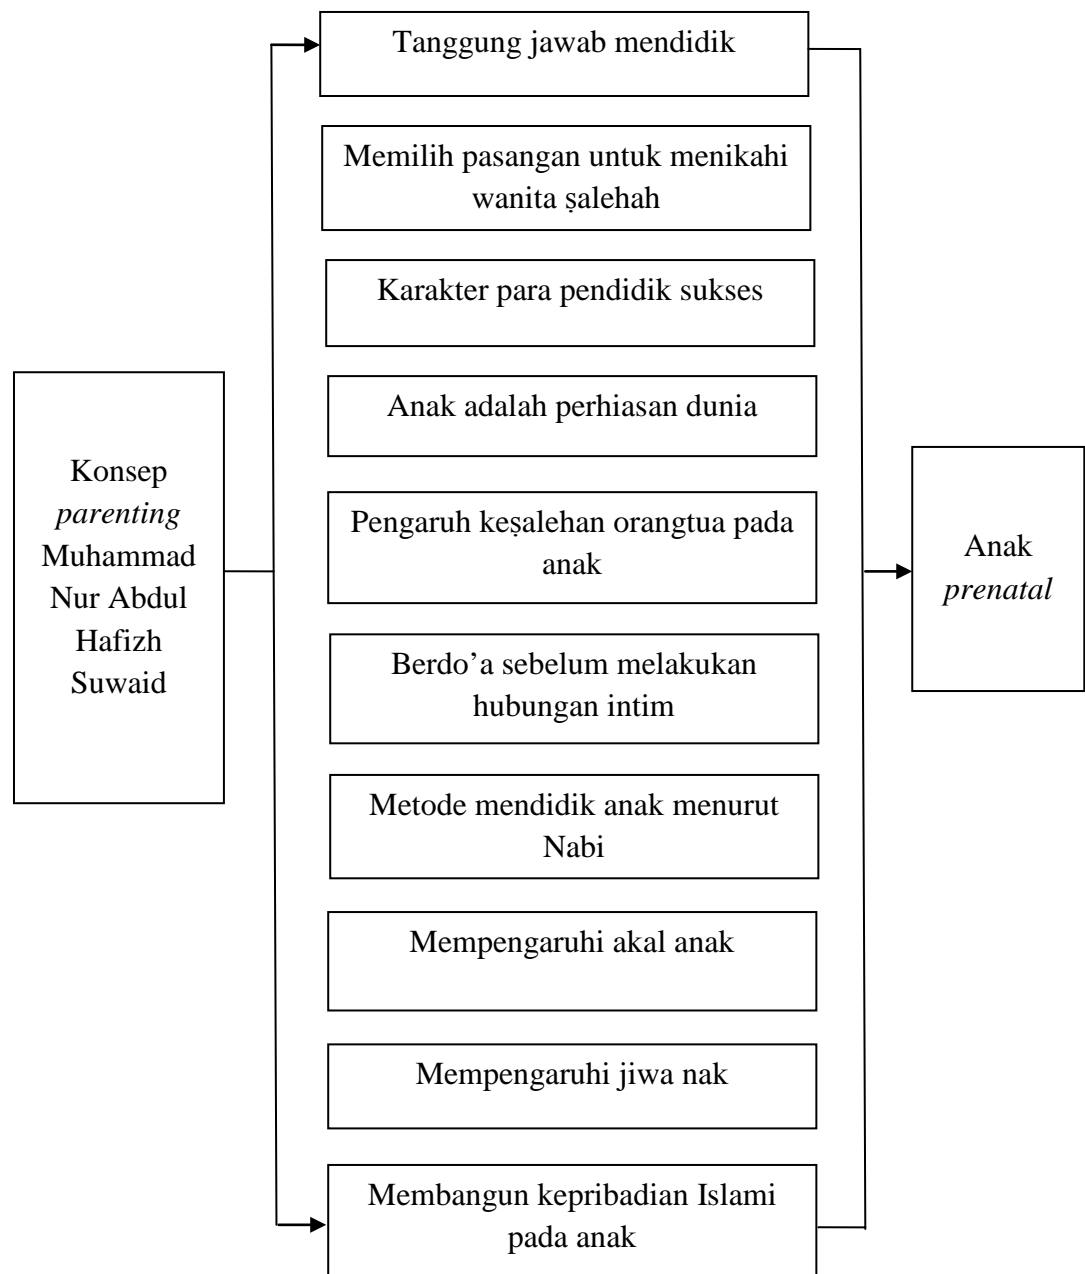 Tanggung jawab mendidik
Memilih pasangan untuk menikahi
wanita ṣalehah
Karakter para pendidik sukses
Anak adalah perhiasan dunia
Konsep
parenting
Muhammad
Nur Abdul
Hafizh
Suwaid
Pengaruh keṣalehan orangtua pada
anak
Anak
prenatal
Berdo’a sebelum melakukan
hubungan intim
Metode mendidik anak menurut
Nabi
Mempengaruhi akal anak
Mempengaruhi jiwa nak
Membangun kepribadian Islami
pada anak